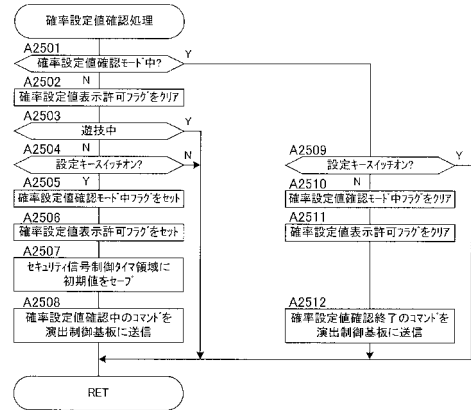 確率設定値確認処理
A2501
確率設定値確認ﾓｰﾄﾞ中?
Y
N
A2502
確率設定値表示許可ﾌﾗｸﾞをｸﾘｱ
A2503
遊技中
Y
N
A2504
設定ｷｰｽｲｯﾁｵﾝ?
N
Y
A2505
確率設定値確認ﾓｰﾄﾞ中ﾌﾗｸﾞをｾｯﾄ
A2506
確率設定値表示許可ﾌﾗｸﾞをｾｯﾄ
A2507
ｾｷｭﾘﾃｨ信号制御ﾀｲﾏ領域に
初期値をｾｰﾌﾞ
A2508
確率設定値確認中のｺﾏﾝﾄﾞを
演出制御基板に送信
A2509
設定ｷｰｽｲｯﾁｵﾝ?
Y
N
A2510
確率設定値確認ﾓｰﾄﾞ中ﾌﾗｸﾞをｸﾘｱ
A2511
確率設定値表示許可ﾌﾗｸﾞをｸﾘｱ
A2512
確率設定値確認終了のｺﾏﾝﾄﾞを
演出制御基板に送信
RET